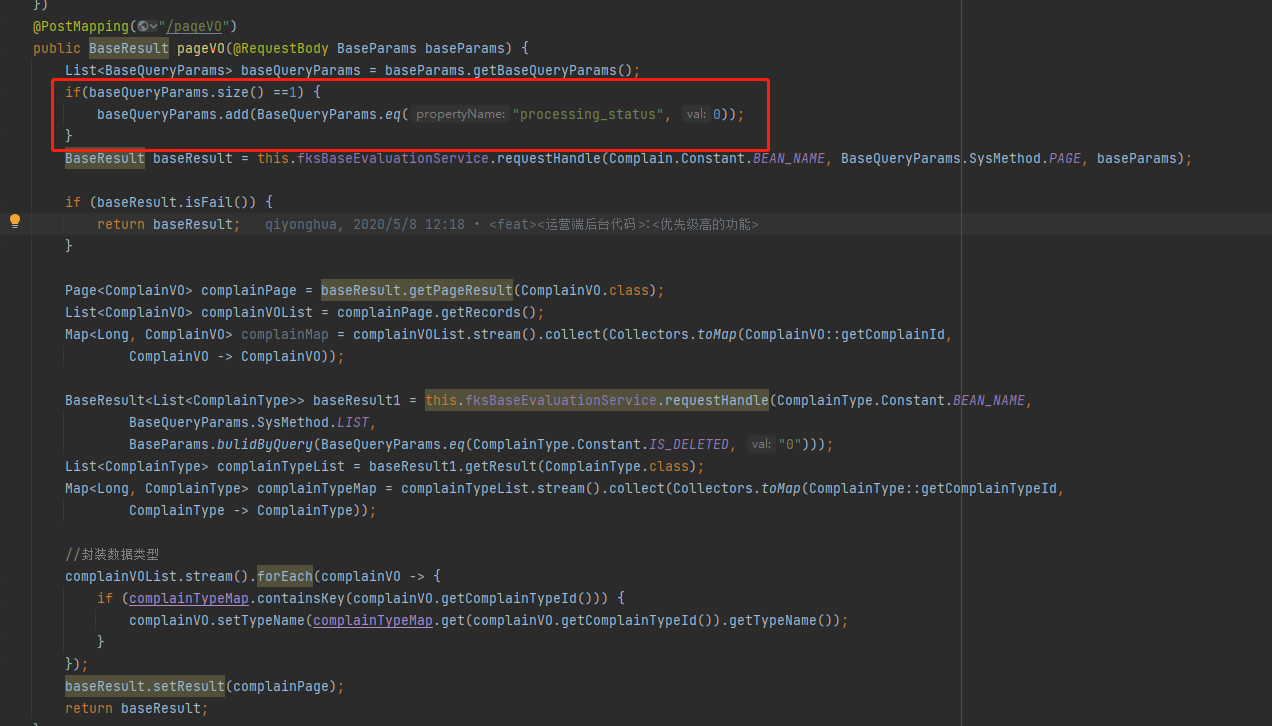 })
@PostMapping("/pageVO")
public BaseResult pageVO(@RequestBody BaseParams baseParams) {
List<BaseQueryParams> baseQueryParams = baseParams.getBaseQueryParams();
if(baseQueryParams.size() ==1) {
baseQueryParams.add(BaseQueryParams.eq( propertyName: "processing_status", val: 0));
}
BaseResult baseResult = this.fksBaseEvaluationService.requestHandle(Complain.Constant.BEAN_NAME, BaseQueryParams.SysMethod.PAGE, baseParams);
if (baseResult.isFail()) {
return baseResult; qiyonghua, 2020/5/8 12:18 • <feat><运营端后台代码>:<优先级高的功能>
}
Page<ComplainVO> complainPage = baseResult.getPageResult(ComplainVO.class);
List<ComplainVO> complainVOList = complainPage.getRecords();
Map<Long, ComplainVO> complainMap = complainVOList.stream().collect(Collectors.toMap(ComplainVO::getComplainId,
ComplainVO -> ComplainVO));
BaseResult<List<ComplainType>> baseResult1 = this.fksBaseEvaluationService.requestHandle(ComplainType.Constant.BEAN_NAME,
BaseQueryParams.SysMethod.LIST,
BaseParams.bulidByQuery(BaseQueryParams.eq(ComplainType.Constant.IS_DELETED, val: "0")));
List<ComplainType> complainTypeList = baseResult1.getResult(ComplainType.class);
Map<Long, ComplainType> complainTypeMap = complainTypeList.stream().collect(Collectors.toMap(ComplainType::getComplainTypeId,
ComplainType -> ComplainType));
//封装数据类型
complainVOList.stream().forEach(complainVO -> {
if (complainTypeMap.containsKey(complainVO.getComplainTypeId())) {
complainVO.setTypeName(complainTypeMap.get(complainVO.getComplainTypeId()).getTypeName());
}
});
baseResult.setResult(complainPage);
return baseResult;